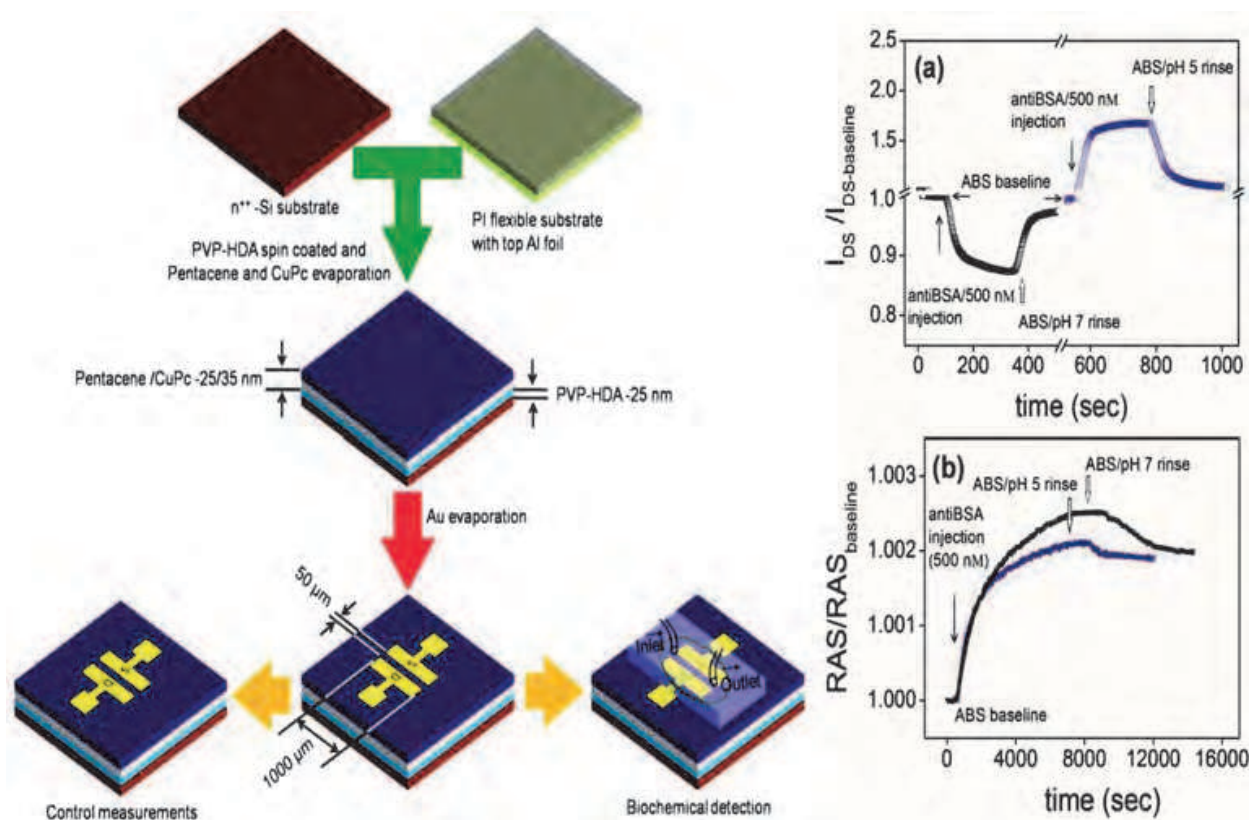 n++ -Si substrate
PI flexible substrate
with top Al foil
PVP-HDA spin coated and
Pentacene and CuPc evaporation
Pentacene /CuPc -25/35 nm
PVP-HDA -25 nm
Au evaporation
50 µm
1000 µm
Inlet
Outlet
Control measurements
Biochemical detection
(a)
2.5
2.0
1.5
1.0
0.9
0.8
I_DS /I_DS-baseline
antiBSA/500 nM
injection
ABS/pH 5 rinse
ABS baseline
antiBSA/500 nM
injection
ABS/pH 7 rinse
0 200 400 600 800 1000
time (sec)
(b)
1.003
1.002
1.001
1.000
RAS/RAS baseline
ABS/pH 7 rinse
ABS/pH 5 rinse
antiBSA
injection
(500 nM)
ABS baseline
0 4000 8000 12000 16000
time (sec)